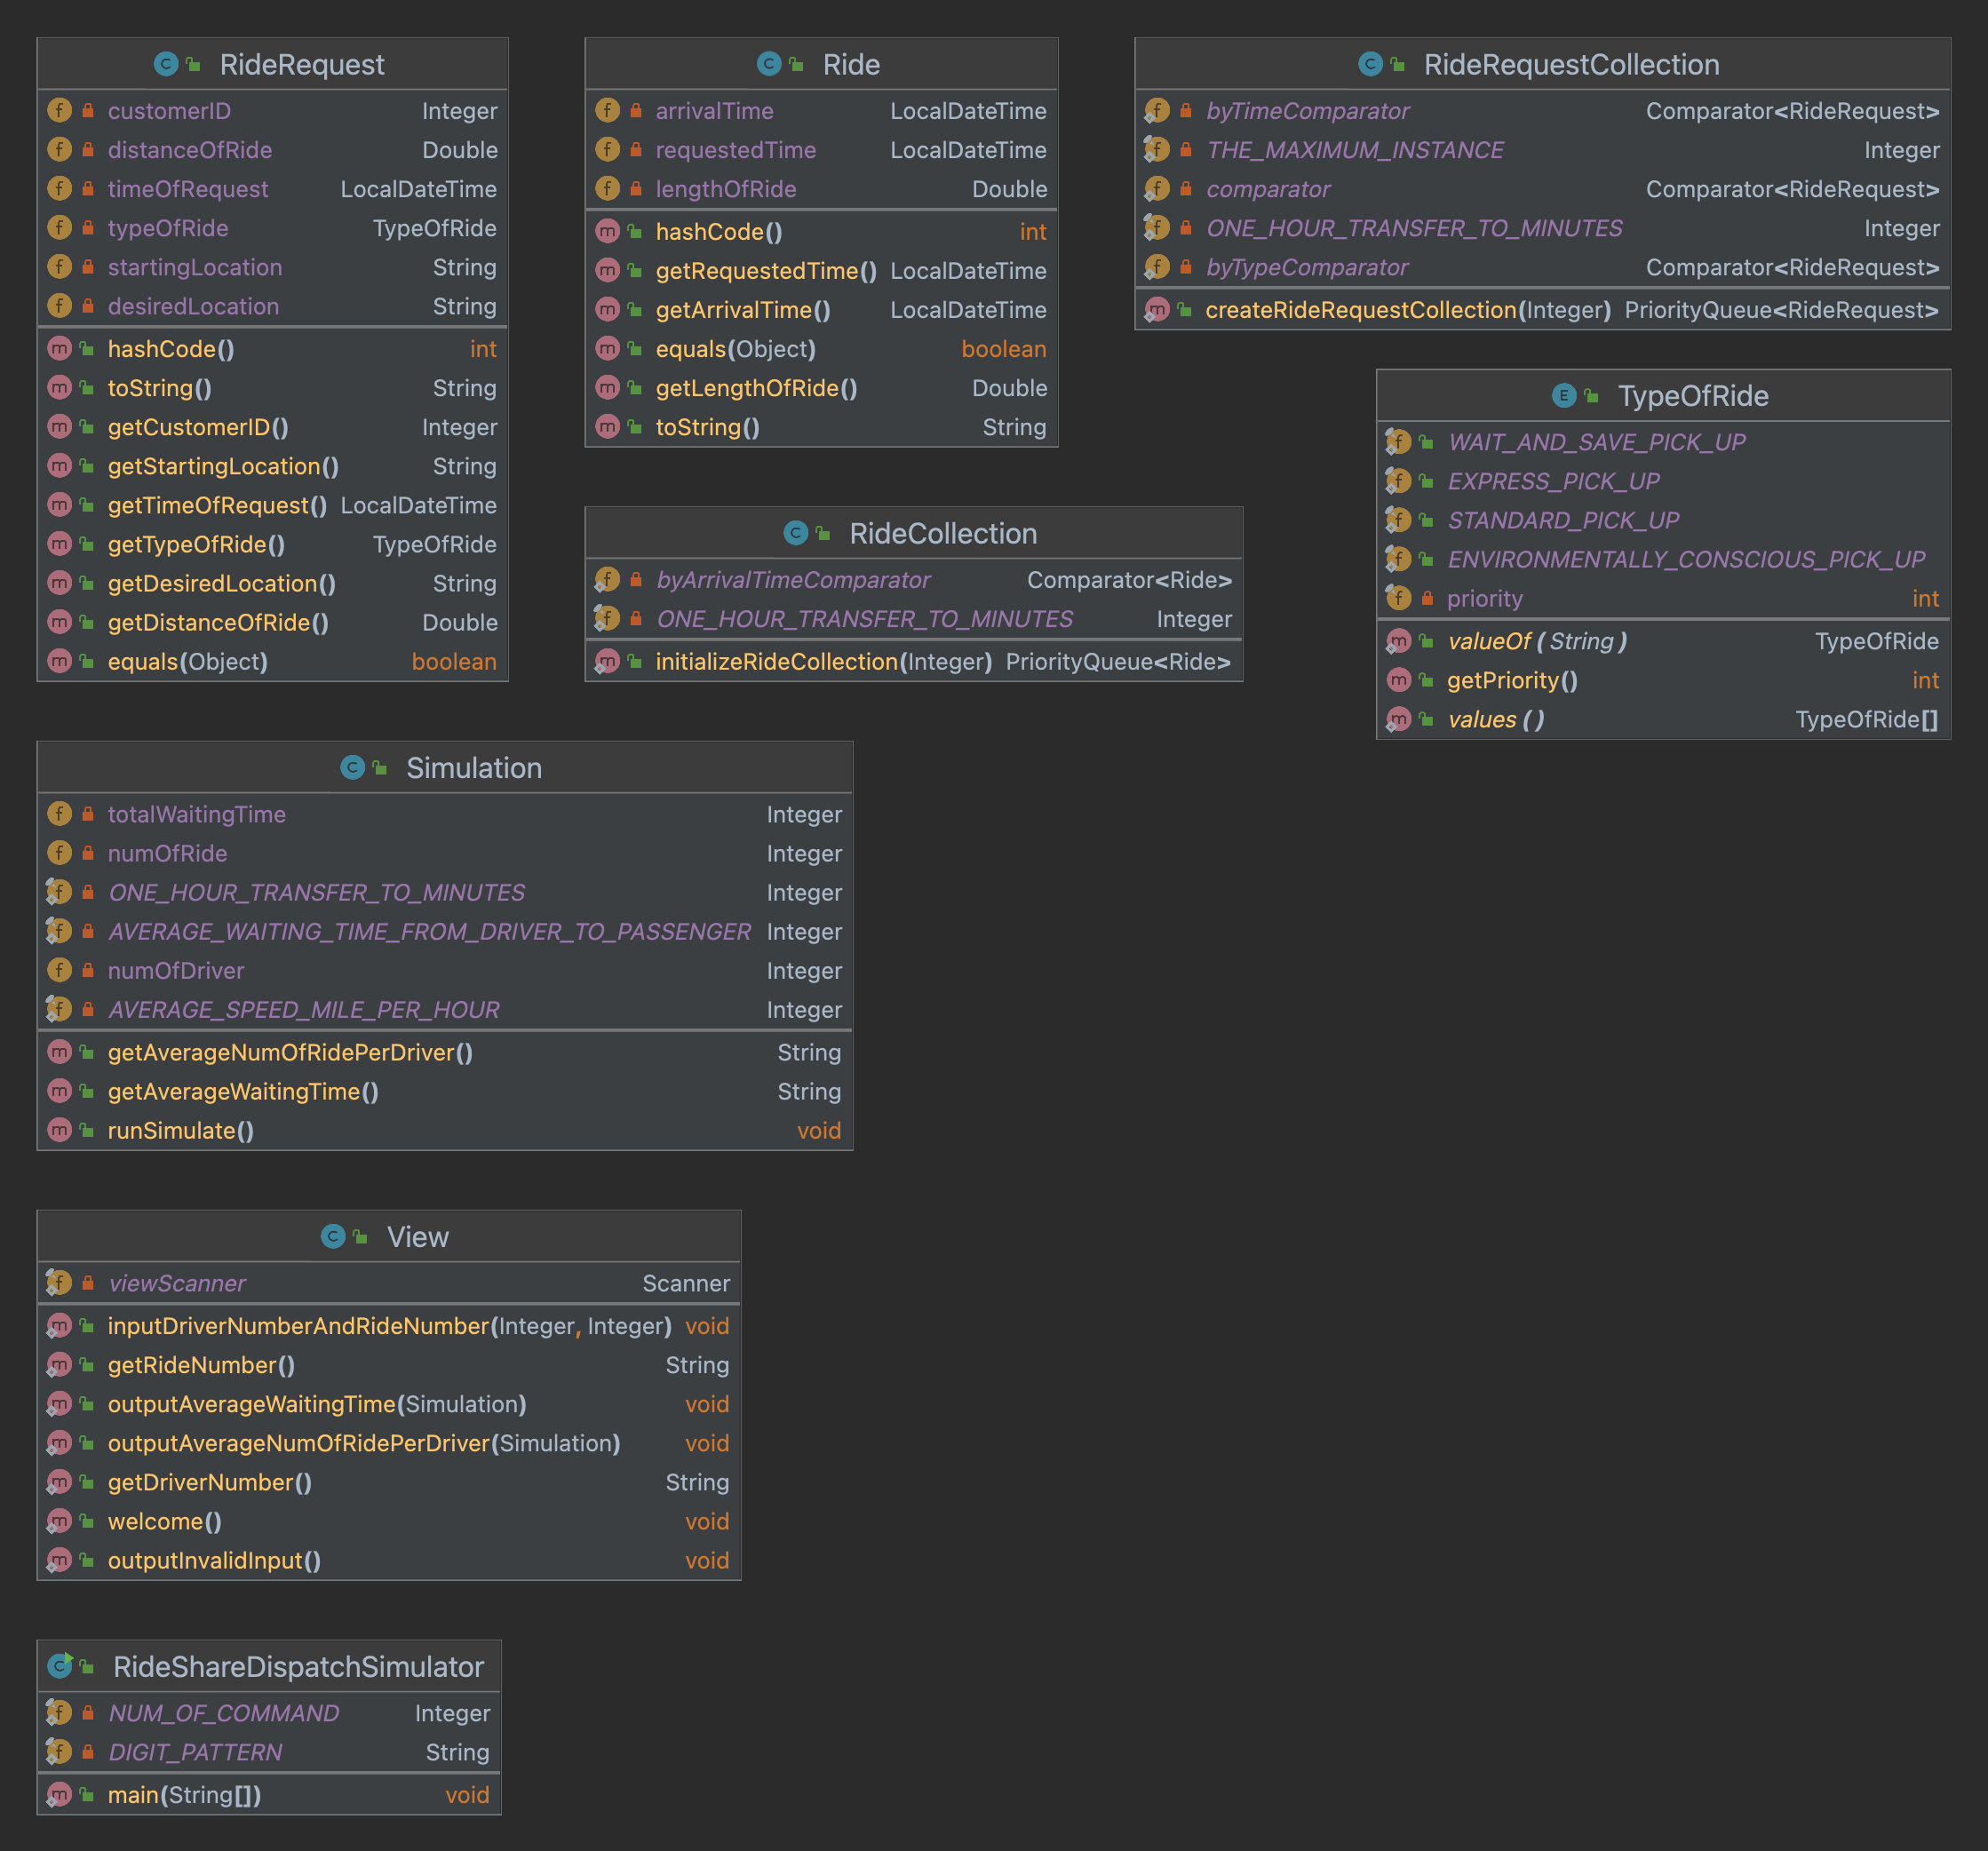 RideRequest
customerID Integer
distanceOfRide Double
timeOfRequest LocalDateTime
typeOfRide TypeOfRide
startingLocation String
desiredLocation String
hashCode() int
toString() String
getCustomerID() Integer
getStartingLocation() String
getTimeOfRequest() LocalDateTime
getTypeOfRide() TypeOfRide
getDesiredLocation() String
getDistanceOfRide() Double
equals(Object) boolean
Ride
arrivalTime LocalDateTime
requestedTime LocalDateTime
lengthOfRide Double
hashCode() int
getRequestedTime() LocalDateTime
getArrivalTime() LocalDateTime
equals(Object) boolean
getLengthOfRide() Double
toString() String
RideRequestCollection
byTimeComparator Comparator<RideRequest>
THE_MAXIMUM_INSTANCE Integer
comparator Comparator<RideRequest>
ONE_HOUR_TRANSFER_TO_MINUTES Integer
byTypeComparator Comparator<RideRequest>
createRideRequestCollection(Integer) PriorityQueue<RideRequest>
RideCollection
byArrivalTimeComparator Comparator<Ride>
ONE_HOUR_TRANSFER_TO_MINUTES Integer
initializeRideCollection(Integer) PriorityQueue<Ride>
TypeOfRide
WAIT_AND_SAVE_PICK_UP
EXPRESS_PICK_UP
STANDARD_PICK_UP
ENVIRONMENTALLY_CONSCIOUS_PICK_UP
priority int
valueOf(String) TypeOfRide
getPriority() int
values() TypeOfRide[]
Simulation
totalWaitingTime Integer
numOfRide Integer
ONE_HOUR_TRANSFER_TO_MINUTES Integer
AVERAGE_WAITING_TIME_FROM_DRIVER_TO_PASSENGER Integer
numOfDriver Integer
AVERAGE_SPEED_MILE_PER_HOUR Integer
getAverageNumOfRidePerDriver() String
getAverageWaitingTime() String
runSimulate() void
View
viewScanner Scanner
inputDriverNumberAndRideNumber(Integer, Integer) void
getRideNumber() String
outputAverageWaitingTime(Simulation) void
outputAverageNumOfRidePerDriver(Simulation) void
getDriverNumber() String
welcome() void
outputInvalidInput() void
RideShareDispatchSimulator
NUM_OF_COMMAND Integer
DIGIT_PATTERN String
main(String[]) void